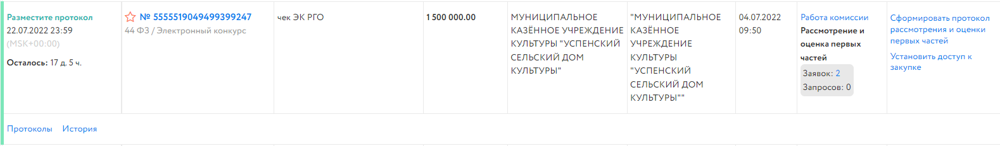 Разместите протокол
22.07.2022 23:59
(MSK+00:00)
Осталось: 17 д. 5 ч.
№ 5555519049499399247
44 ФЗ / Электронный конкурс
чек ЭК РГО
1 500 000.00
МУНИЦИПАЛЬНОЕ
КАЗЁННОЕ УЧРЕЖДЕНИЕ
КУЛЬТУРЫ "УСПЕНСКИЙ
СЕЛЬСКИЙ ДОМ
КУЛЬТУРЫ"
"МУНИЦИПАЛЬНОЕ
КАЗЁННОЕ
УЧРЕЖДЕНИЕ
КУЛЬТУРЫ
"УСПЕНСКИЙ
СЕЛЬСКИЙ ДОМ
КУЛЬТУРЫ""
04.07.2022
09:50
Работа комиссии
Рассмотрение и
оценка первых
частей
Заявок: 2
Запросов: 0
Сформировать протокол
рассмотрения и оценки
первых частей
Установить доступ к
закупке
Протоколы История